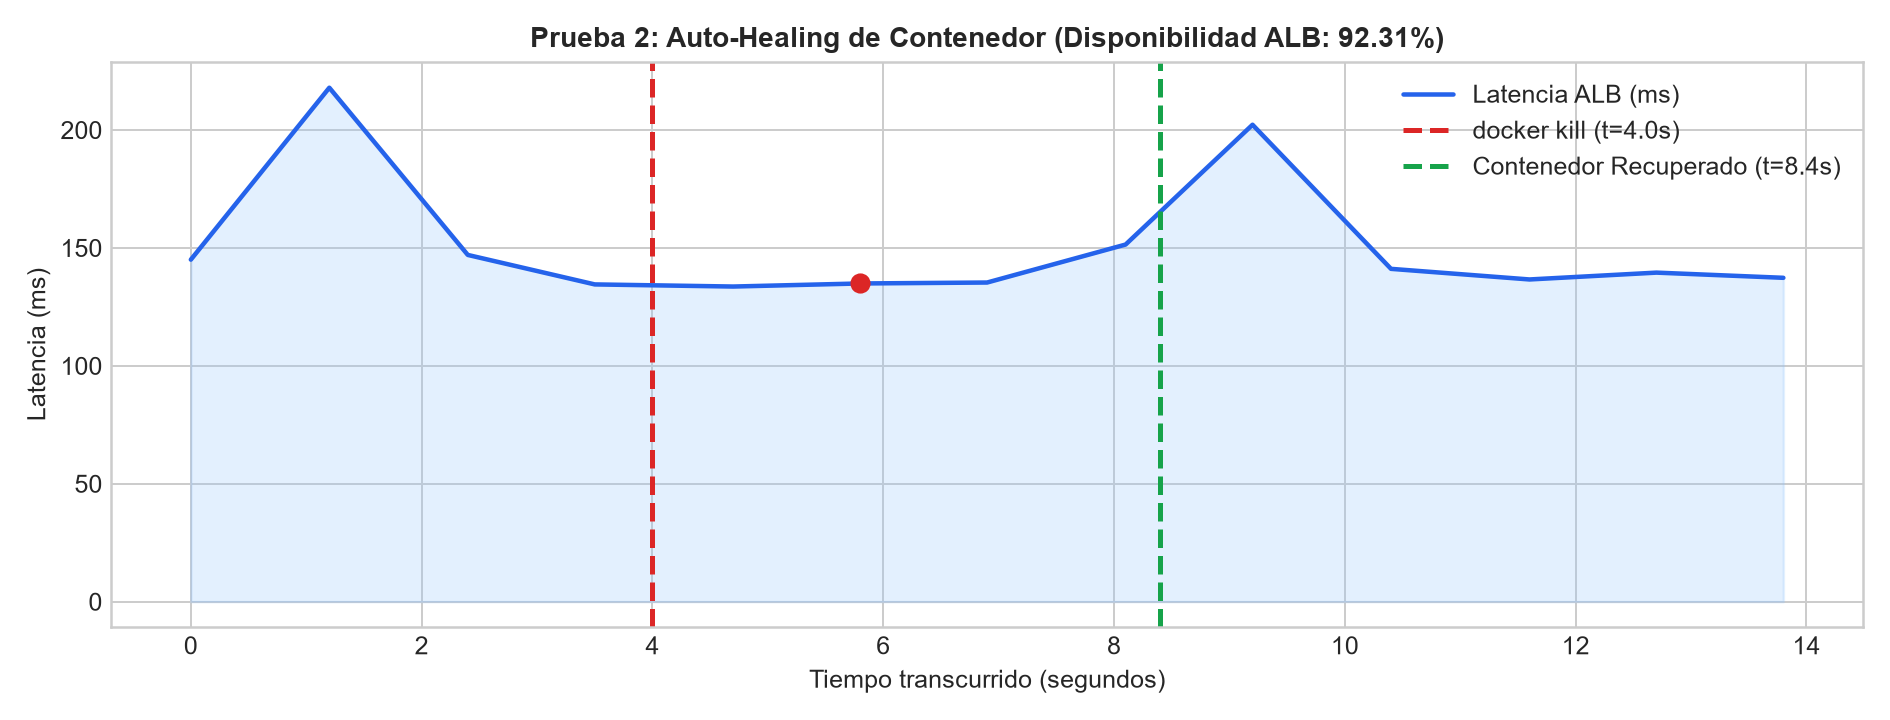 Prueba 2: Auto-Healing de Contenedor (Disponibilidad ALB: 92.31%)
Latencia ALB (ms)
docker kill (t=4.0s)
Contenedor Recuperado (t=8.4s)
Latencia (ms)
200
150
100
50
0
0 2 4 6 8 10 12 14
Tiempo transcurrido (segundos)